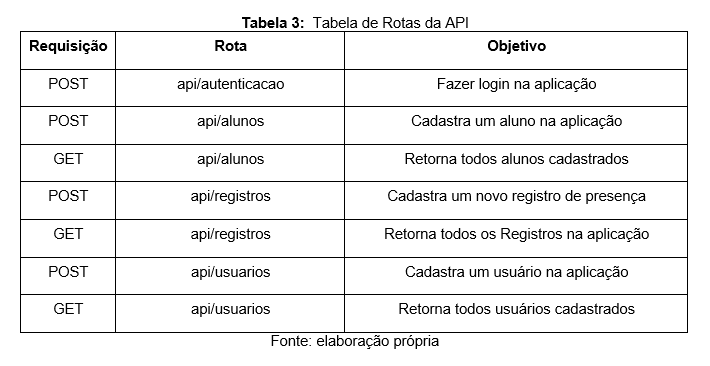 Tabela 3: Tabela de Rotas da API
Requisição Rota Objetivo
POST api/autenticacao Fazer login na aplicação
POST api/alunos Cadastra um aluno na aplicação
GET api/alunos Retorna todos alunos cadastrados
POST api/registros Cadastra um novo registro de presença
GET api/registros Retorna todos os Registros na aplicação
POST api/usuarios Cadastra um usuário na aplicação
GET api/usuarios Retorna todos usuários cadastrados
Fonte: elaboração própria